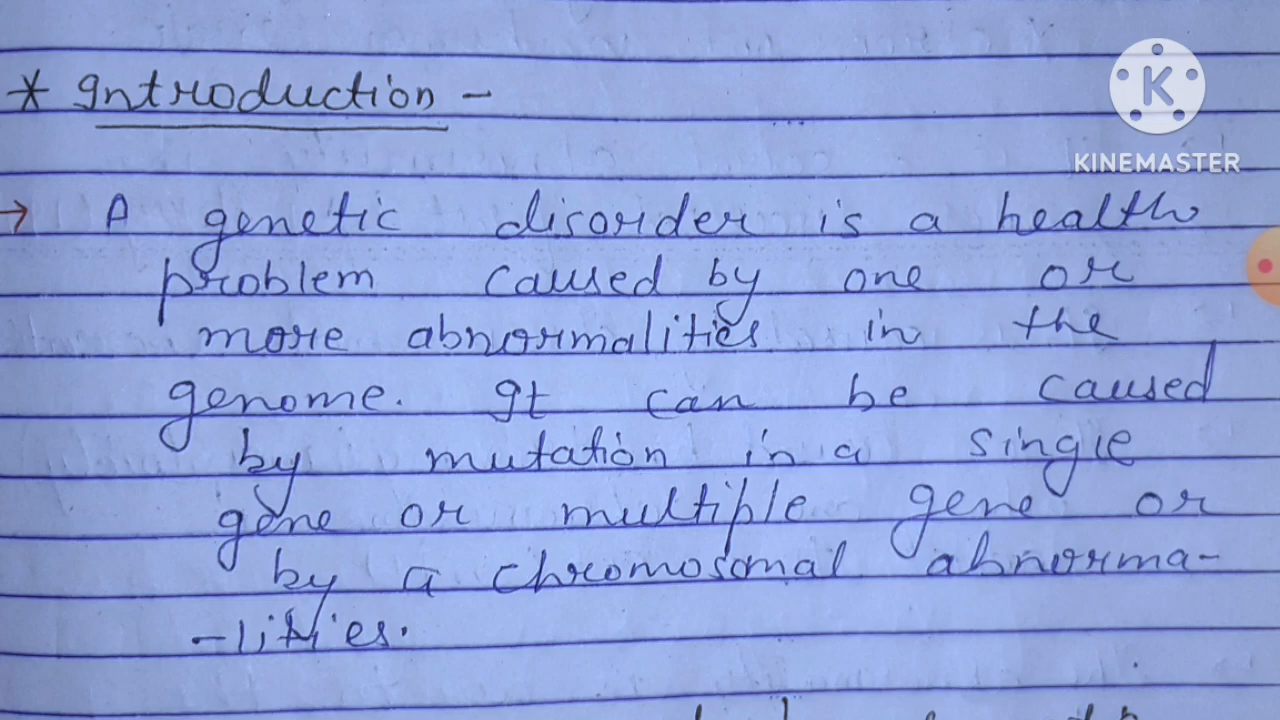 * Introduction -
K
KINEMASTER
→ A genetic disorder is a health
problem caused by one or
more abnormalities in the
genome. It can be caused
by mutation in a single
gene or multiple gene or
by a chromosomal abnorma-
-lities.